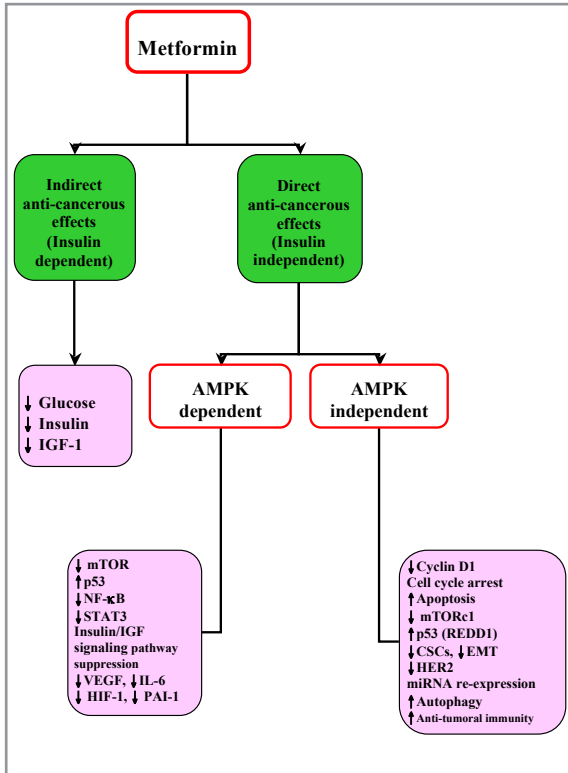 Metformin
Indirect
anti-cancerous
effects
(Insulin
dependent)
Direct
anti-cancerous
effects
(Insulin
independent)
↓ Glucose
↓ Insulin
↓ IGF-1
AMPK
dependent
AMPK
independent
↓ mTOR
↑ p53
↓ NF-κB
↓ STAT3
Insulin/IGF
signaling pathway
suppression
↓ VEGF, ↓ IL-6
↓ HIF-1, ↓ PAI-1
↓ Cyclin D1
Cell cycle arrest
↑ Apoptosis
↓ mTORc1
↑ p53 (REDD1)
↓ CSCs, ↓ EMT
↓ HER2
miRNA re-expression
↑ Autophagy
↑ Anti-tumoral immunity